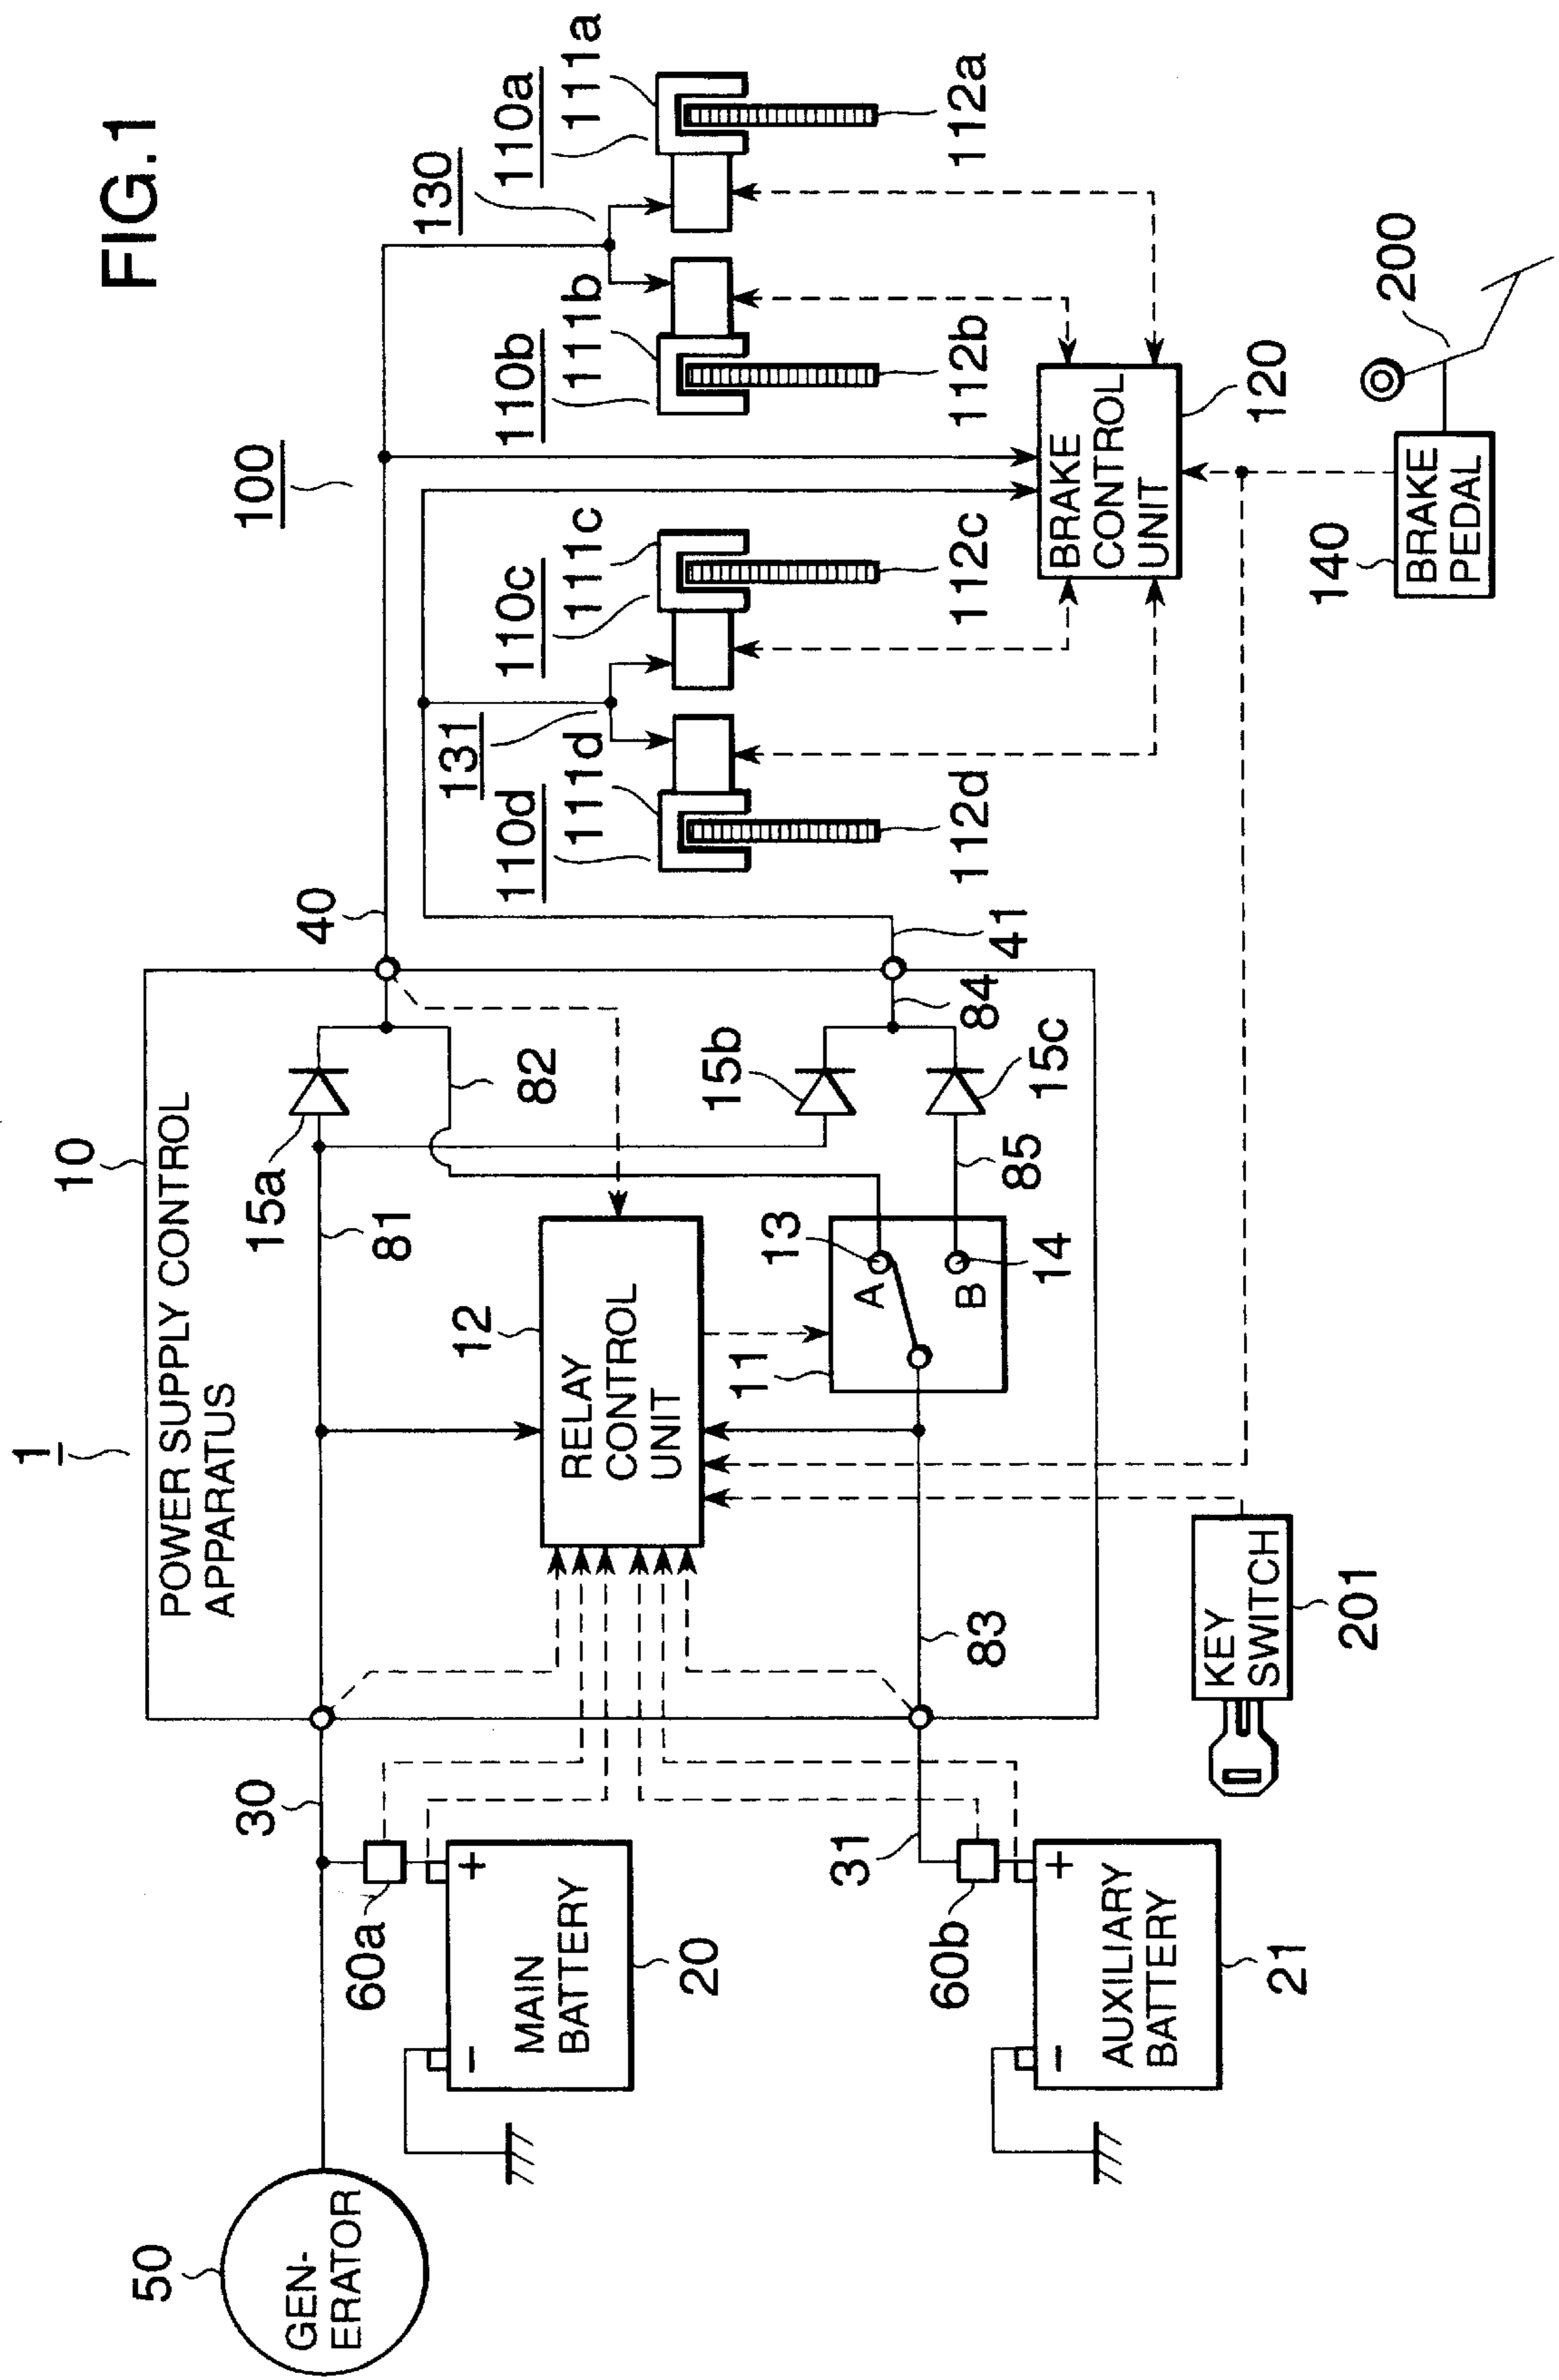 FIG.1
1
10
POWER SUPPLY CONTROL
APPARATUS
100
50
GEN-
ERATOR
30
60a
MAIN
BATTERY
+
-
20
31
60b
AUXILIARY
BATTERY
+
-
21
15a
81
82
12
RELAY
CONTROL
UNIT
11
13
A
B
14
83
15b
15c
85
84
40
41
KEY
SWITCH
201
110d
111d
112d
131
110c
111c
112c
110b
111b
112b
130
110a
111a
112a
BRAKE
CONTROL
UNIT
120
140
BRAKE
PEDAL
200